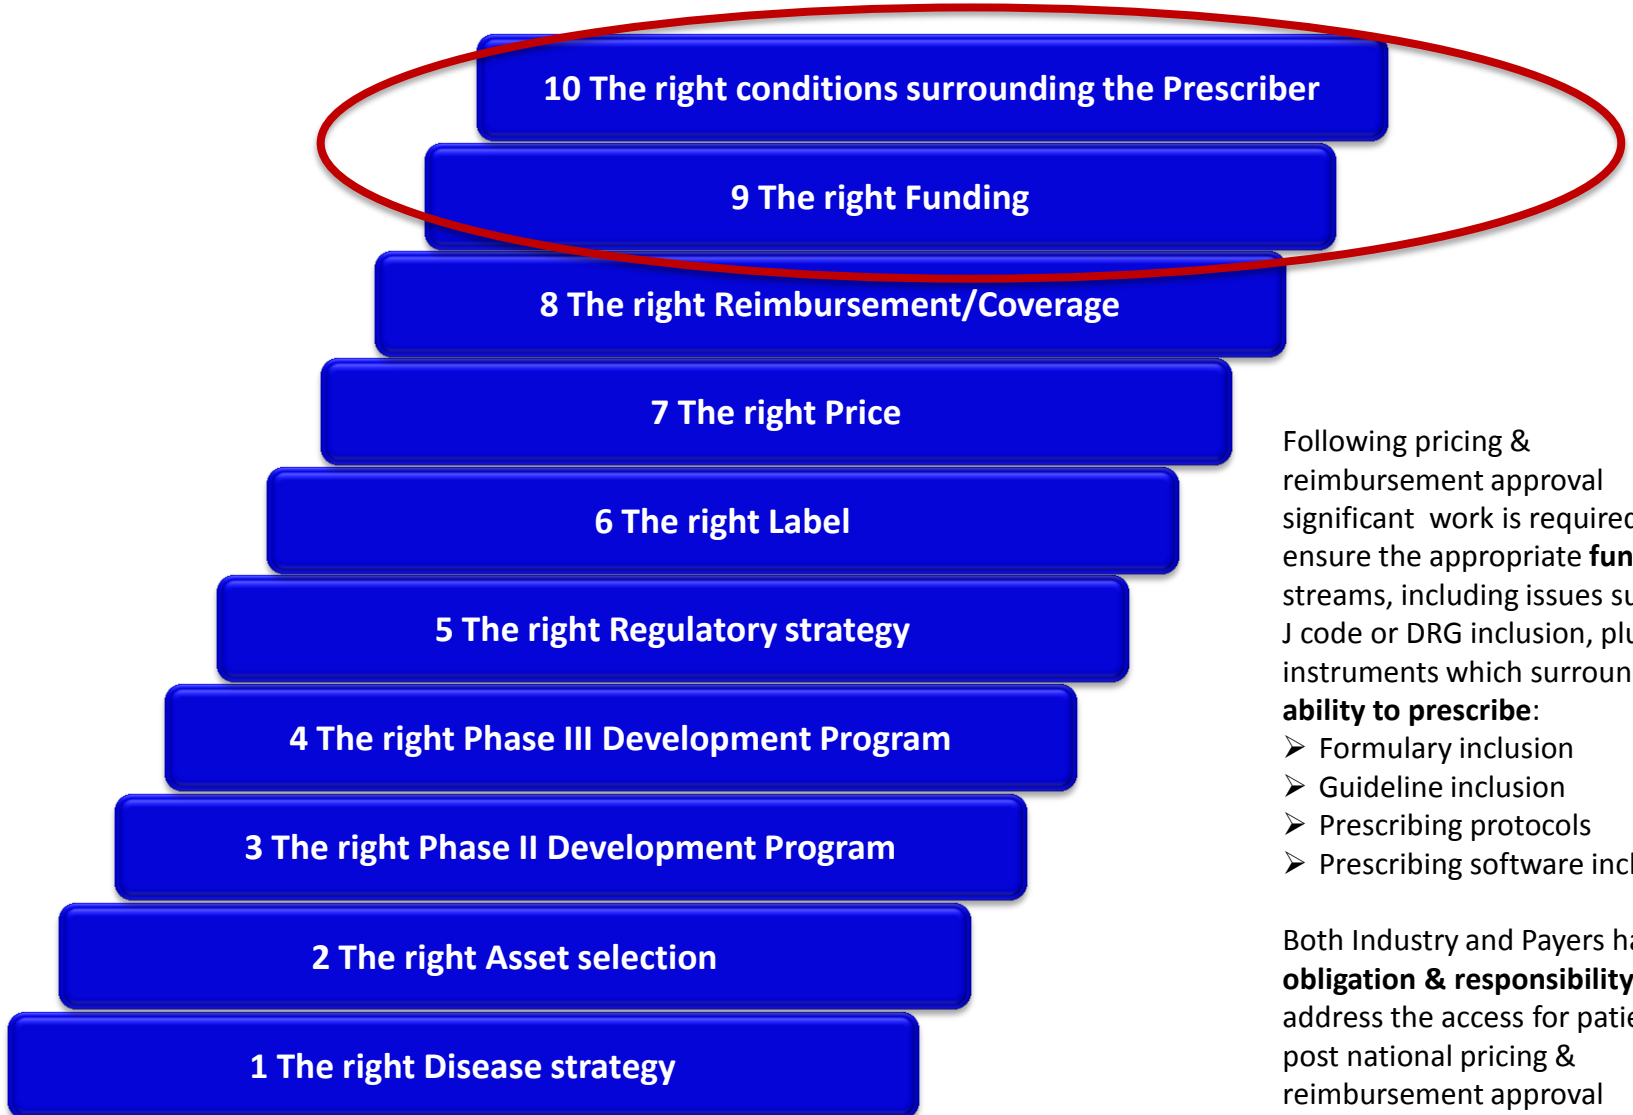 10 The right conditions surrounding the Prescriber
9 The right Funding
8 The right Reimbursement/Coverage
7 The right Price
6 The right Label
5 The right Regulatory strategy
4 The right Phase III Development Program
3 The right Phase II Development Program
2 The right Asset selection
1 The right Disease strategy
Following pricing &
reimbursement approval
significant work is required
ensure the appropriate
streams, including issues
J code or DRG inclusion,
instruments which
ability to prescribe:
➢ Formulary inclusion
➢ Guideline inclusion
➢ Prescribing protocols
➢ Prescribing software
Both Industry and Payers
obligation & responsibility
address the access for
post national pricing &
reimbursement approval